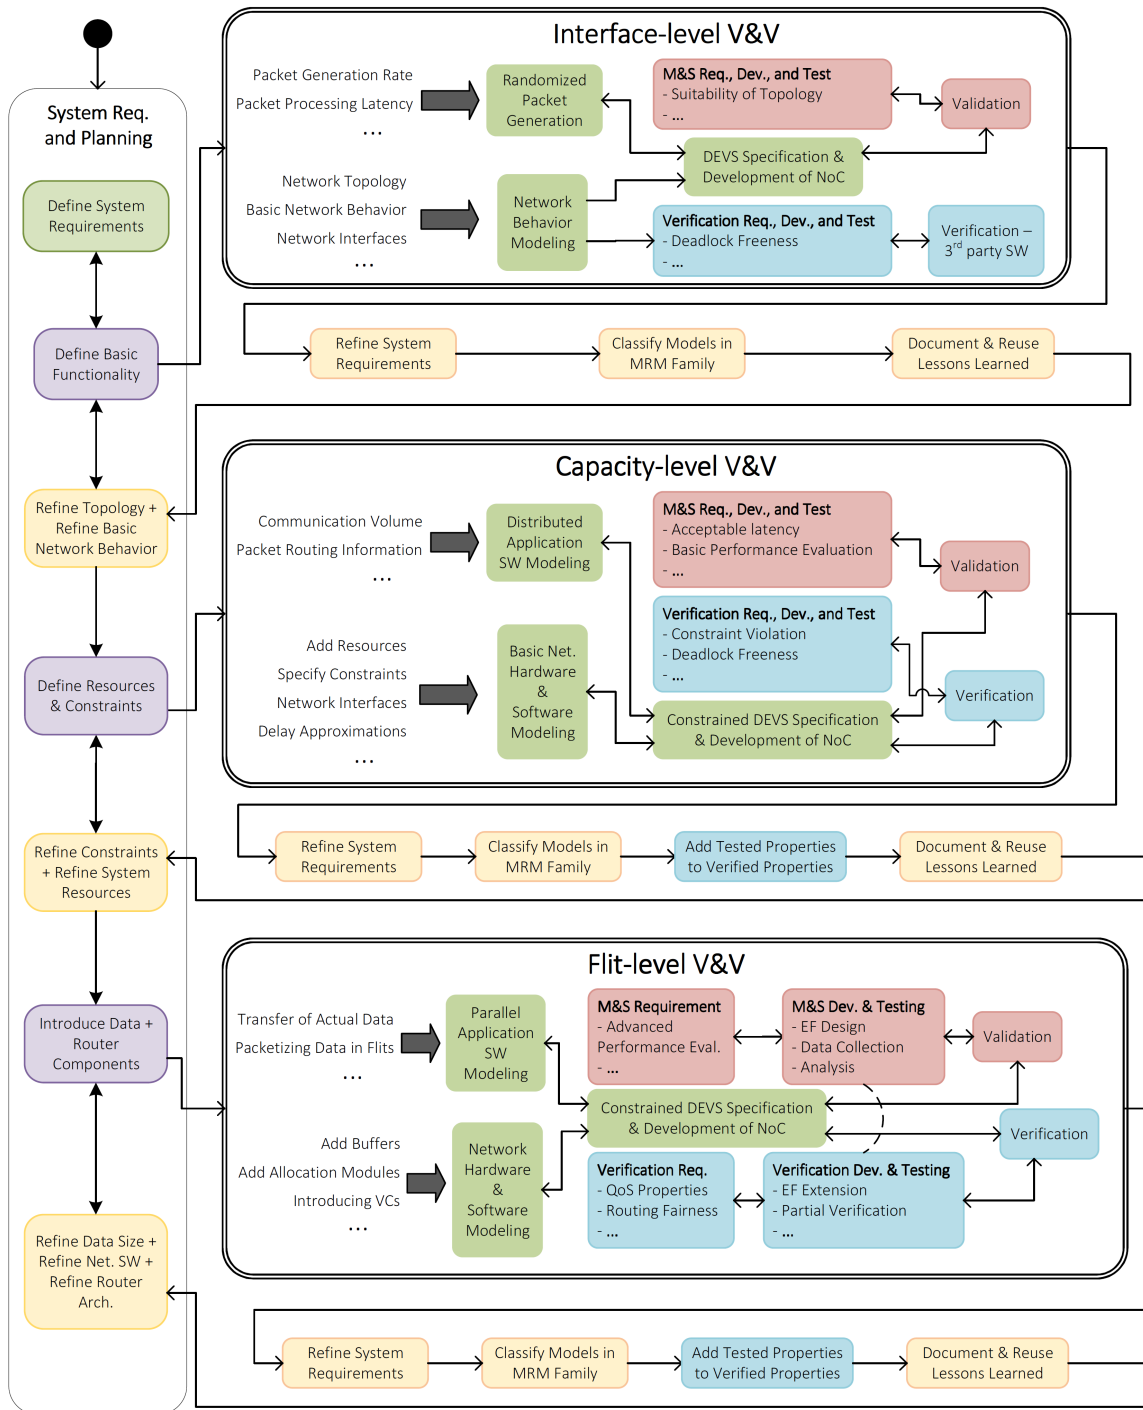 System Req.
and Planning
Define System
Requirements
Define Basic
Functionality
Refine Topology +
Refine Basic
Network Behavior
Define Resources
& Constraints
Refine Constraints
+ Refine System
Resources
Introduce Data +
Router
Components
Refine Data Size +
Refine Net. SW +
Refine Router
Arch.
Interface-level V&V
Packet Generation Rate
Packet Processing Latency
...
Randomized
Packet
Generation
M&S Req., Dev., and Test
- Suitability of Topology
- ...
Validation
DEVS Specification &
Development of NoC
Network Topology
Basic Network Behavior
Network Interfaces
...
Network
Behavior
Modeling
Verification Req., Dev., and Test
- Deadlock Freeness
- ...
Verification –
3rd party SW
Refine System
Requirements
Classify Models in
MRM Family
Document & Reuse
Lessons Learned
Capacity-level V&V
Communication Volume
Packet Routing Information
...
Distributed
Application
SW Modeling
M&S Req., Dev., and Test
- Acceptable latency
- Basic Performance Evaluation
- ...
Validation
Verification Req., Dev., and Test
- Constraint Violation
- Deadlock Freeness
- ...
Verification
Add Resources
Specify Constraints
Network Interfaces
Delay Approximations
...
Basic Net.
Hardware
&
Software
Modeling
Constrained DEVS Specification
& Development of NoC
Refine System
Requirements
Classify Models in
MRM Family
Add Tested Properties
to Verified Properties
Document & Reuse
Lessons Learned
Flit-level V&V
Transfer of Actual Data
Packetizing Data in Flits
...
Parallel
Application
SW
Modeling
M&S Requirement
- Advanced
Performance Eval.
- ...
M&S Dev. & Testing
- EF Design
- Data Collection
- Analysis
Validation
Constrained DEVS Specification
& Development of NoC
Verification
Add Buffers
Add Allocation Modules
Introducing VCs
...
Network
Hardware
&
Software
Modeling
Verification Req.
- QoS Properties
- Routing Fairness
- ...
Verification Dev. & Testing
- EF Extension
- Partial Verification
- ...
Refine System
Requirements
Classify Models in
MRM Family
Add Tested Properties
to Verified Properties
Document & Reuse
Lessons Learned